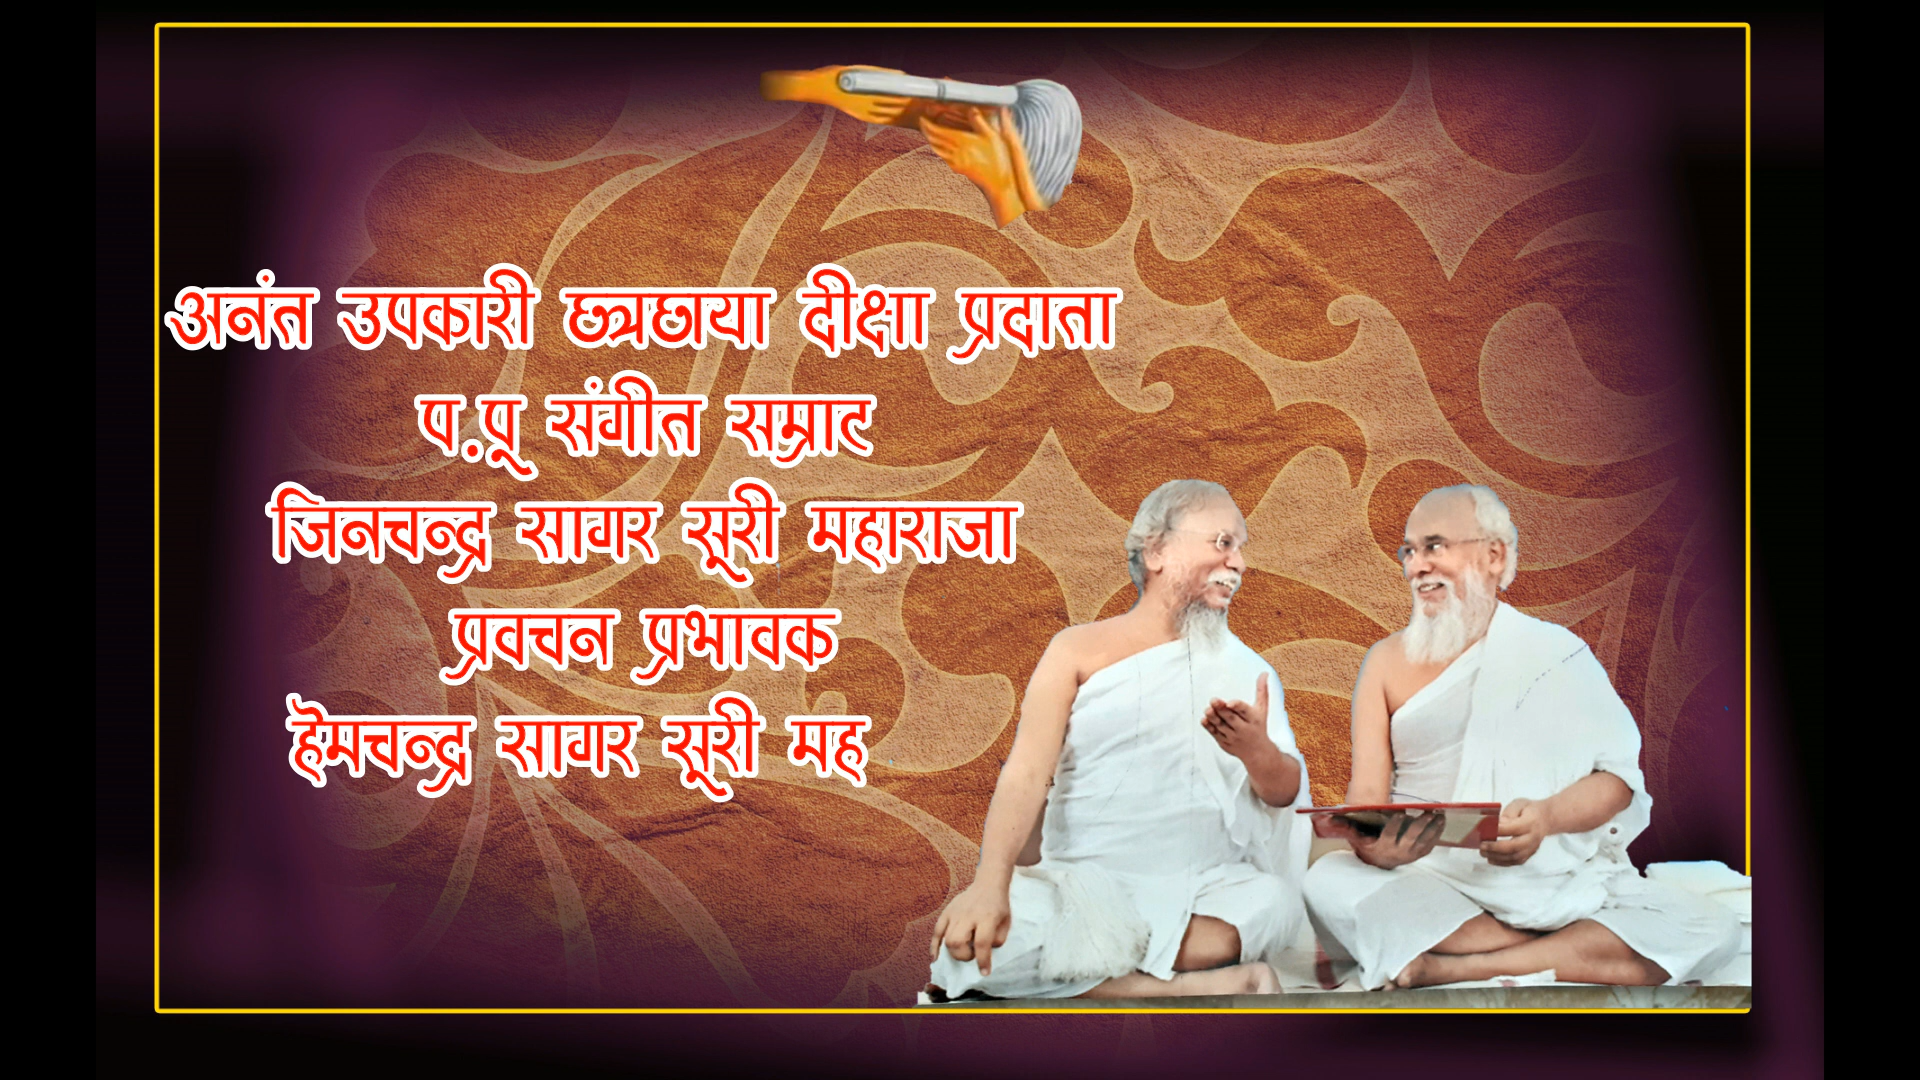 अनंत उपकारी छत्रछाया दीक्षा प्रदाता
प.पू संगीत सम्राट
जिनचन्द्र सागर सूरी महाराजा
प्रवचन प्रभावक
हेमचन्द्र सागर सूरी मह